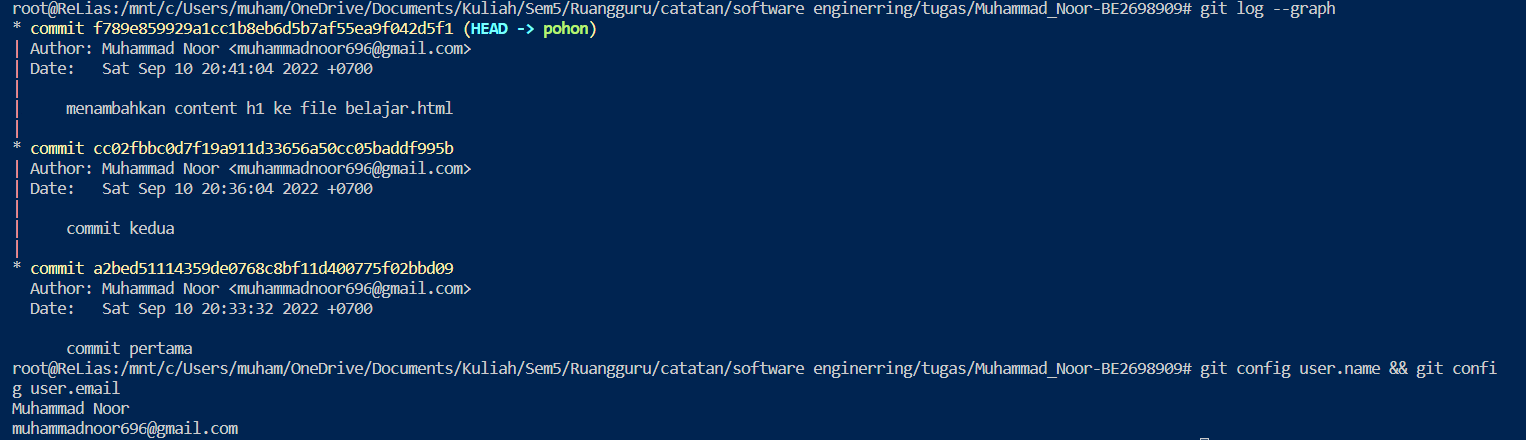 root@ReLias:/mnt/c/Users/muham/OneDrive/Documents/Kuliah/Sem5/Ruangguru/catatan/software enginerring/tugas/Muhammad_Noor-BE2698909# git log --graph
* commit f789e859929a1cc1b8eb6d5b7af55ea9f042d5f1 (HEAD -> pohon)
| Author: Muhammad Noor <muhammadnoor696@gmail.com>
| Date:   Sat Sep 10 20:41:04 2022 +0700
|
|     menambahkan content h1 ke file belajar.html
|
* commit cc02fbbc0d7f19a911d33656a50cc05baddf995b
| Author: Muhammad Noor <muhammadnoor696@gmail.com>
| Date:   Sat Sep 10 20:36:04 2022 +0700
|
|     commit kedua
|
* commit a2bed51114359de0768c8bf11d400775f02bbd09
  Author: Muhammad Noor <muhammadnoor696@gmail.com>
  Date:   Sat Sep 10 20:33:32 2022 +0700

      commit pertama
root@ReLias:/mnt/c/Users/muham/OneDrive/Documents/Kuliah/Sem5/Ruangguru/catatan/software enginerring/tugas/Muhammad_Noor-BE2698909# git config user.name && git confi
g user.email
Muhammad Noor
muhammadnoor696@gmail.com